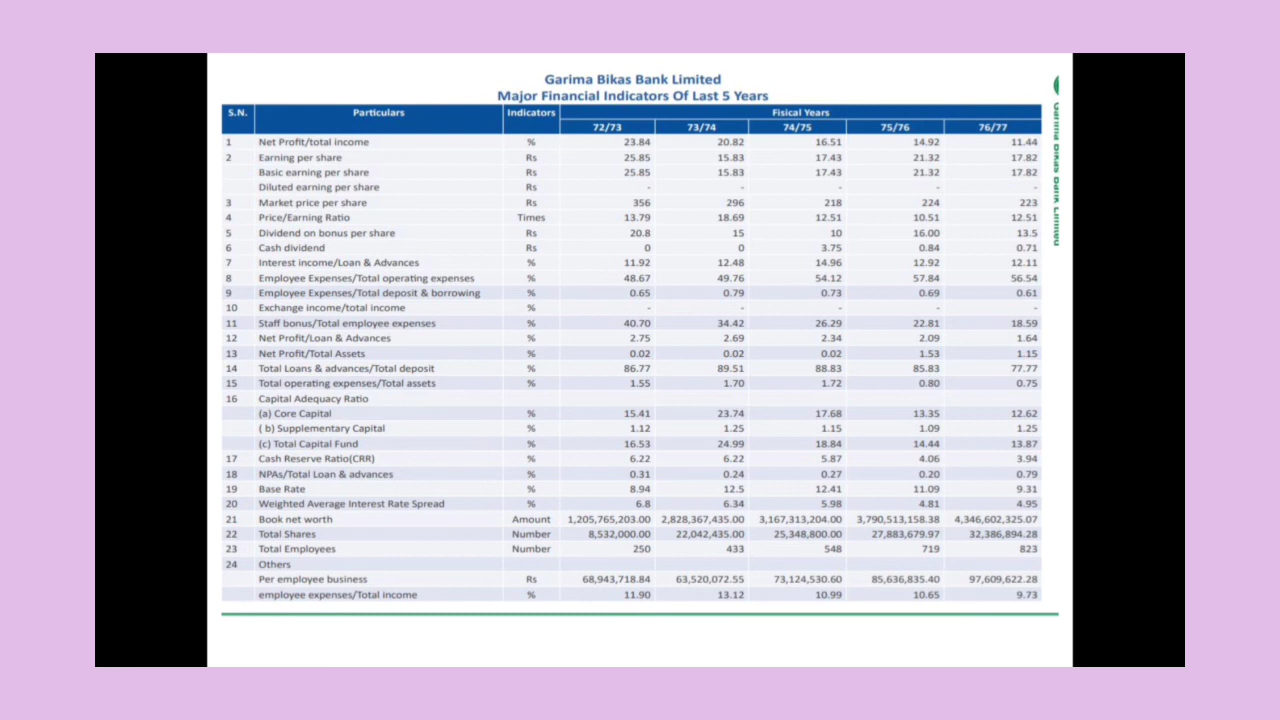 Garima Bikas Bank Limited
Major Financial Indicators Of Last 5 Years
S.N. Particulars Indicators Fisical Years
72/73 73/74 74/75 75/76 76/77
1 Net Profit/total income % 23.84 20.82 16.51 14.92 11.44
2 Earning per share Rs 25.85 15.83 17.43 21.32 17.82
Basic earning per share Rs 25.85 15.83 17.43 21.32 17.82
Diluted earning per share Rs - - - - -
3 Market price per share Rs 356 296 218 224 223
4 Price/Earning Ratio Times 13.79 18.69 12.51 10.51 12.51
5 Dividend on bonus per share Rs 20.8 15 10 16.00 13.5
6 Cash dividend Rs 0 0 3.75 0.84 0.71
7 Interest income/Loan & Advances % 11.92 12.48 14.96 12.92 12.11
8 Employee Expenses/Total operating expenses % 48.67 49.76 54.12 57.84 56.54
9 Employee Expenses/Total deposit & borrowing % 0.65 0.79 0.73 0.69 0.61
10 Exchange income/total income % - - - - -
11 Staff bonus/Total employee expenses % 40.70 34.42 26.29 22.81 18.59
12 Net Profit/Loan & Advances % 2.75 2.69 2.34 2.09 1.64
13 Net Profit/Total Assets % 0.02 0.02 0.02 1.53 1.15
14 Total Loans & advances/Total deposit % 86.77 89.51 88.83 85.83 77.77
15 Total operating expenses/Total assets % 1.55 1.70 1.72 0.80 0.75
16 Capital Adequacy Ratio
(a) Core Capital % 15.41 23.74 17.68 13.35 12.62
( b) Supplementary Capital % 1.12 1.25 1.15 1.09 1.25
(c) Total Capital Fund % 16.53 24.99 18.84 14.44 13.87
17 Cash Reserve Ratio(CRR) % 6.22 6.22 5.87 4.06 3.94
18 NPAs/Total Loan & advances % 0.31 0.24 0.27 0.20 0.79
19 Base Rate % 8.94 12.5 12.41 11.09 9.31
20 Weighted Average Interest Rate Spread % 6.8 6.34 5.98 4.81 4.95
21 Book net worth Amount 1,205,765,203.00 2,828,367,435.00 3,167,313,204.00 3,790,513,158.38 4,346,602,325.07
22 Total Shares Number 8,532,000.00 22,042,435.00 25,348,800.00 27,883,679.97 32,386,894.28
23 Total Employees Number 250 433 548 719 823
24 Others
Per employee business Rs 68,943,718.84 63,520,072.55 73,124,530.60 85,636,835.40 97,609,622.28
employee expenses/Total income % 11.90 13.12 10.99 10.65 9.73
Garima Bikas Bank Limited